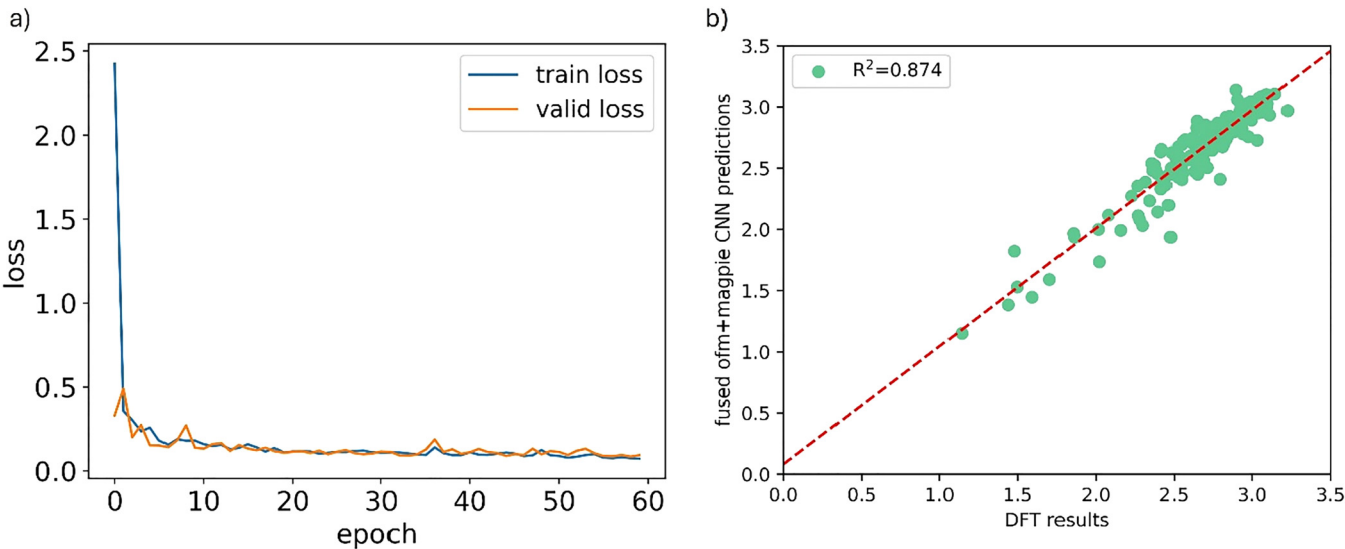 a)
2.5
2.0
1.5
1.0
0.5
0.0
loss
0 10 20 30 40 50 60
epoch
train loss
valid loss
b)
3.5
3.0
2.5
2.0
1.5
1.0
0.5
0.0
fused ofm+magpie CNN predictions
R²=0.874
0.0 0.5 1.0 1.5 2.0 2.5 3.0 3.5
DFT results